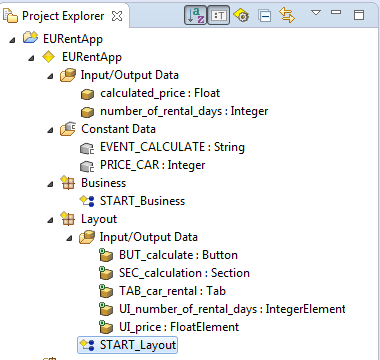 Project Explorer
EURentApp
EURentApp
Input/Output Data
calculated_price : Float
number_of_rental_days : Integer
Constant Data
EVENT_CALCULATE : String
PRICE_CAR : Integer
Business
START_Business
Layout
Input/Output Data
BUT_calculate : Button
SEC_calculation : Section
TAB_car_rental : Tab
UI_number_of_rental_days : IntegerElement
UI_price : FloatElement
START_Layout